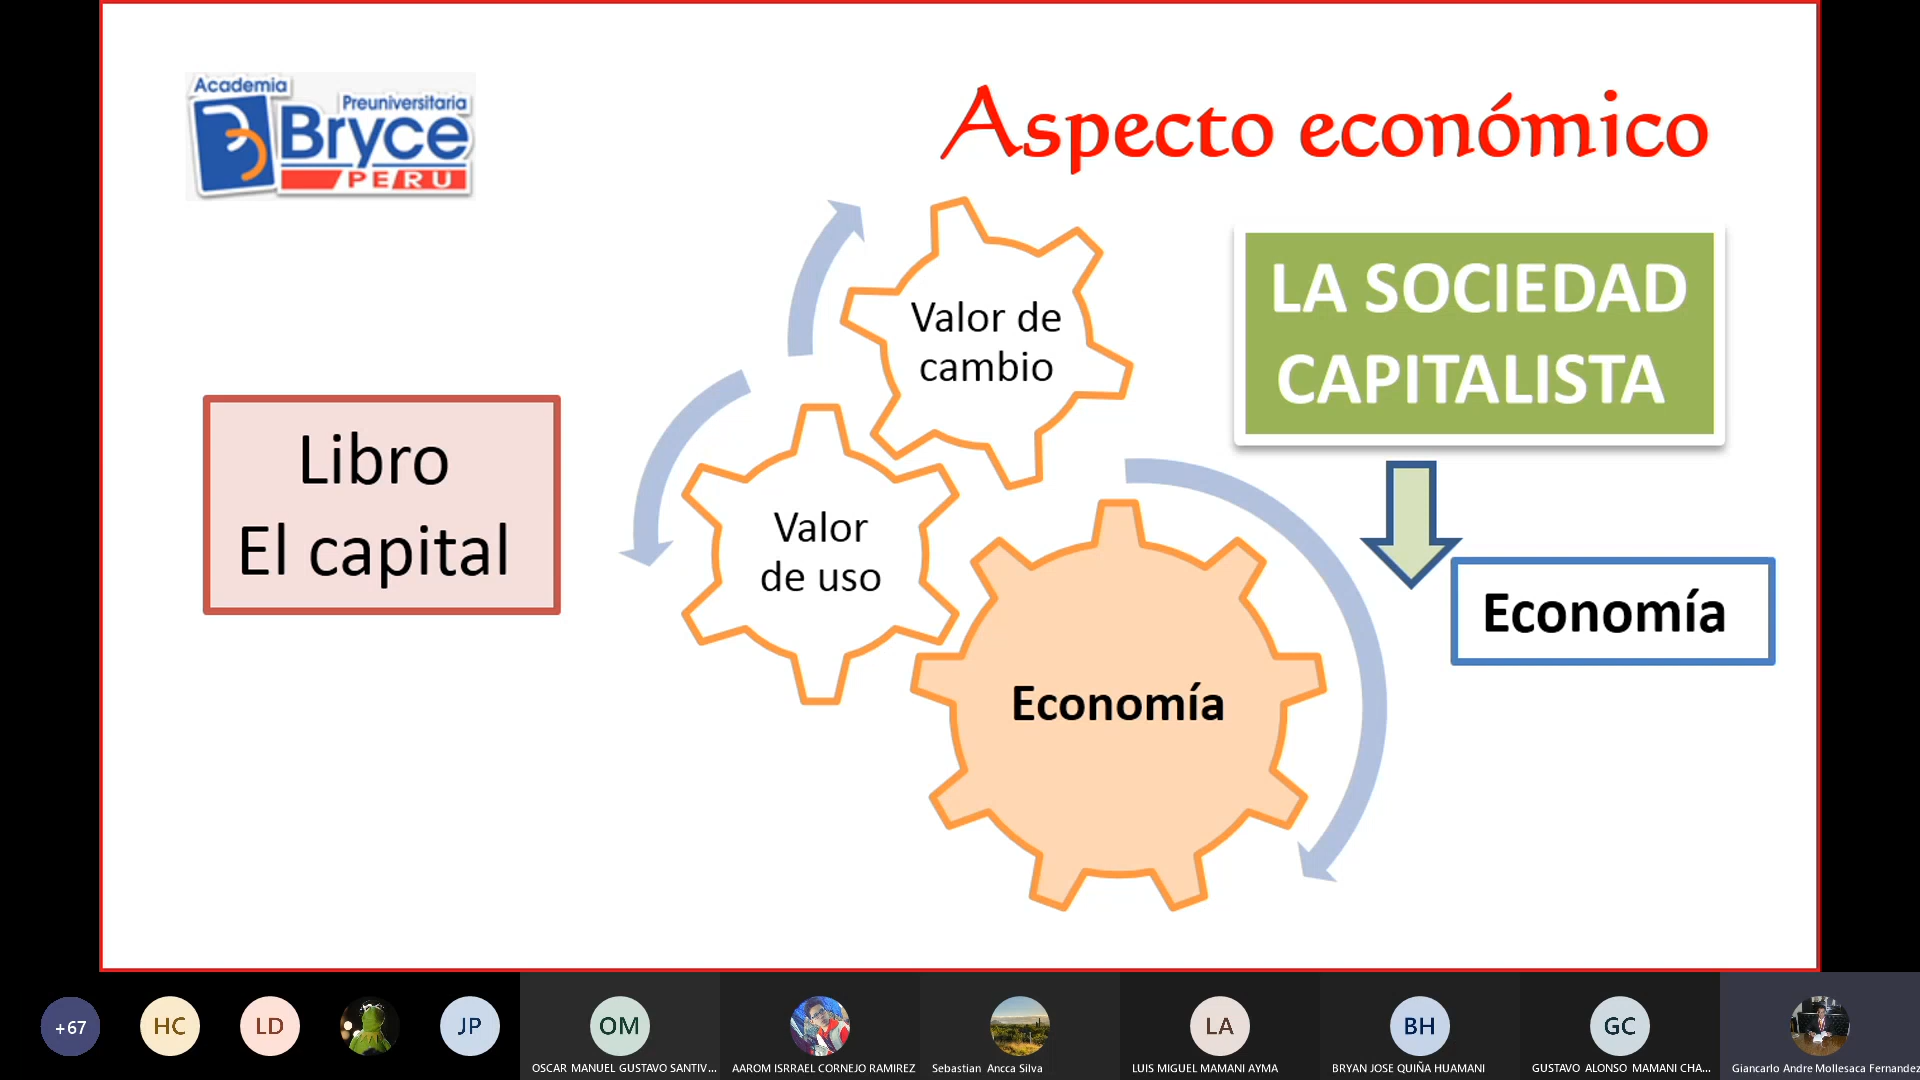 Academia
Preuniversitaria
Bryce
PERU
Aspecto económico
Valor de
cambio
LA SOCIEDAD
CAPITALISTA
Libro
El capital
Valor
de uso
Economía
Economía
+67
HC
LD
JP
OM
LA
BH
GC
OSCAR MANUEL GUSTAVO SANTIV...
AAROM ISRRAEL CORNEJO RAMIREZ
Sebastian Ancca Silva
LUIS MIGUEL MAMANI AYMA
BRYAN JOSE QUIÑA HUAMANI
GUSTAVO ALONSO MAMANI CHA...
Giancarlo Andre Mollesaca Fernandez